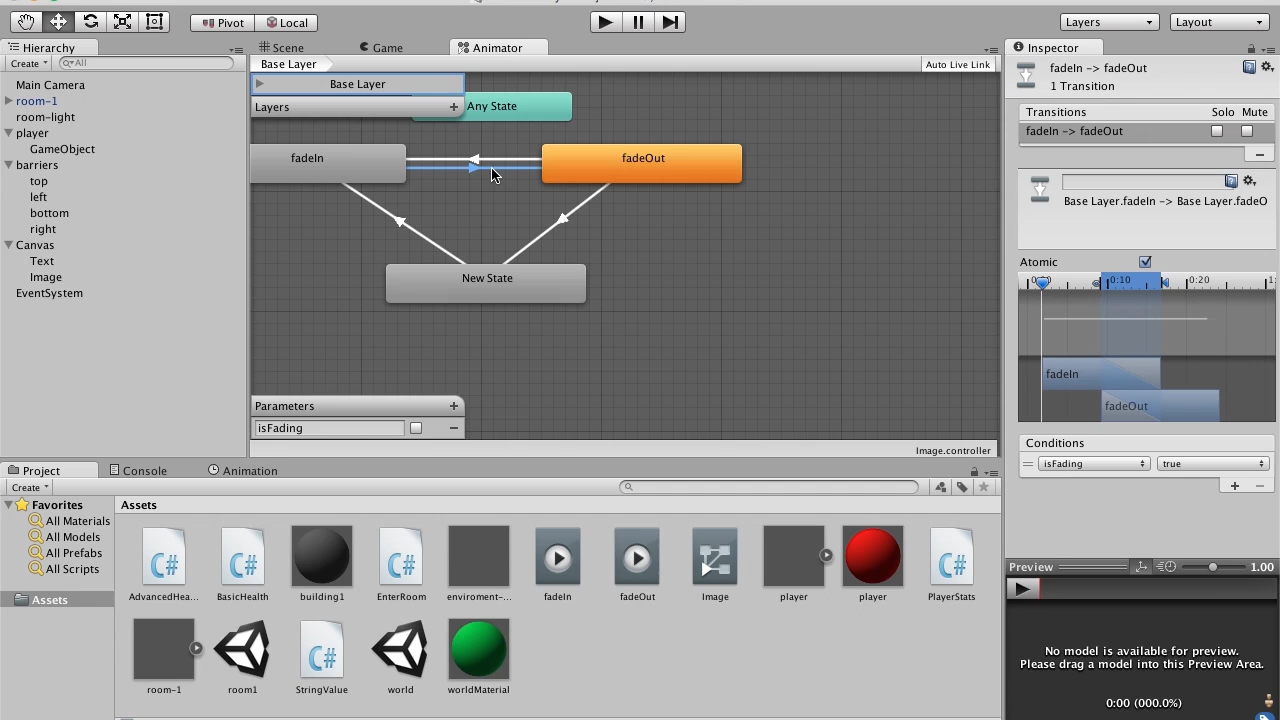 Pivot
Local
Layers
Layout
Hierarchy
Create
All
Main Camera
room-1
room-light
player
GameObject
barriers
top
left
bottom
right
Canvas
Text
Image
EventSystem
Scene
Game
Animator
Base Layer
Auto Live Link
Base Layer
Layers
Any State
fadeIn
fadeOut
New State
Parameters
isFading
Image.controller
Inspector
fadeIn -> fadeOut
1 Transition
Transitions Solo Mute
fadeIn -> fadeOut
Base Layer.fadeIn -> Base Layer.fadeO
Atomic
0:10 0:20
fadeIn
fadeOut
Conditions
isFading true
Preview 1.00
No model is available for preview.
Please drag a model into this Preview Area.
0:00 (000.0%)
Project
Console
Animation
Create
Favorites
All Materials
All Models
All Prefabs
All Scripts
Assets
Assets
C# C# C# C#
AdvancedHea... BasicHealth building1 EnterRoom enviroment-... fadeIn fadeOut Image player player PlayerStats
C#
room-1 room1 StringValue world worldMaterial